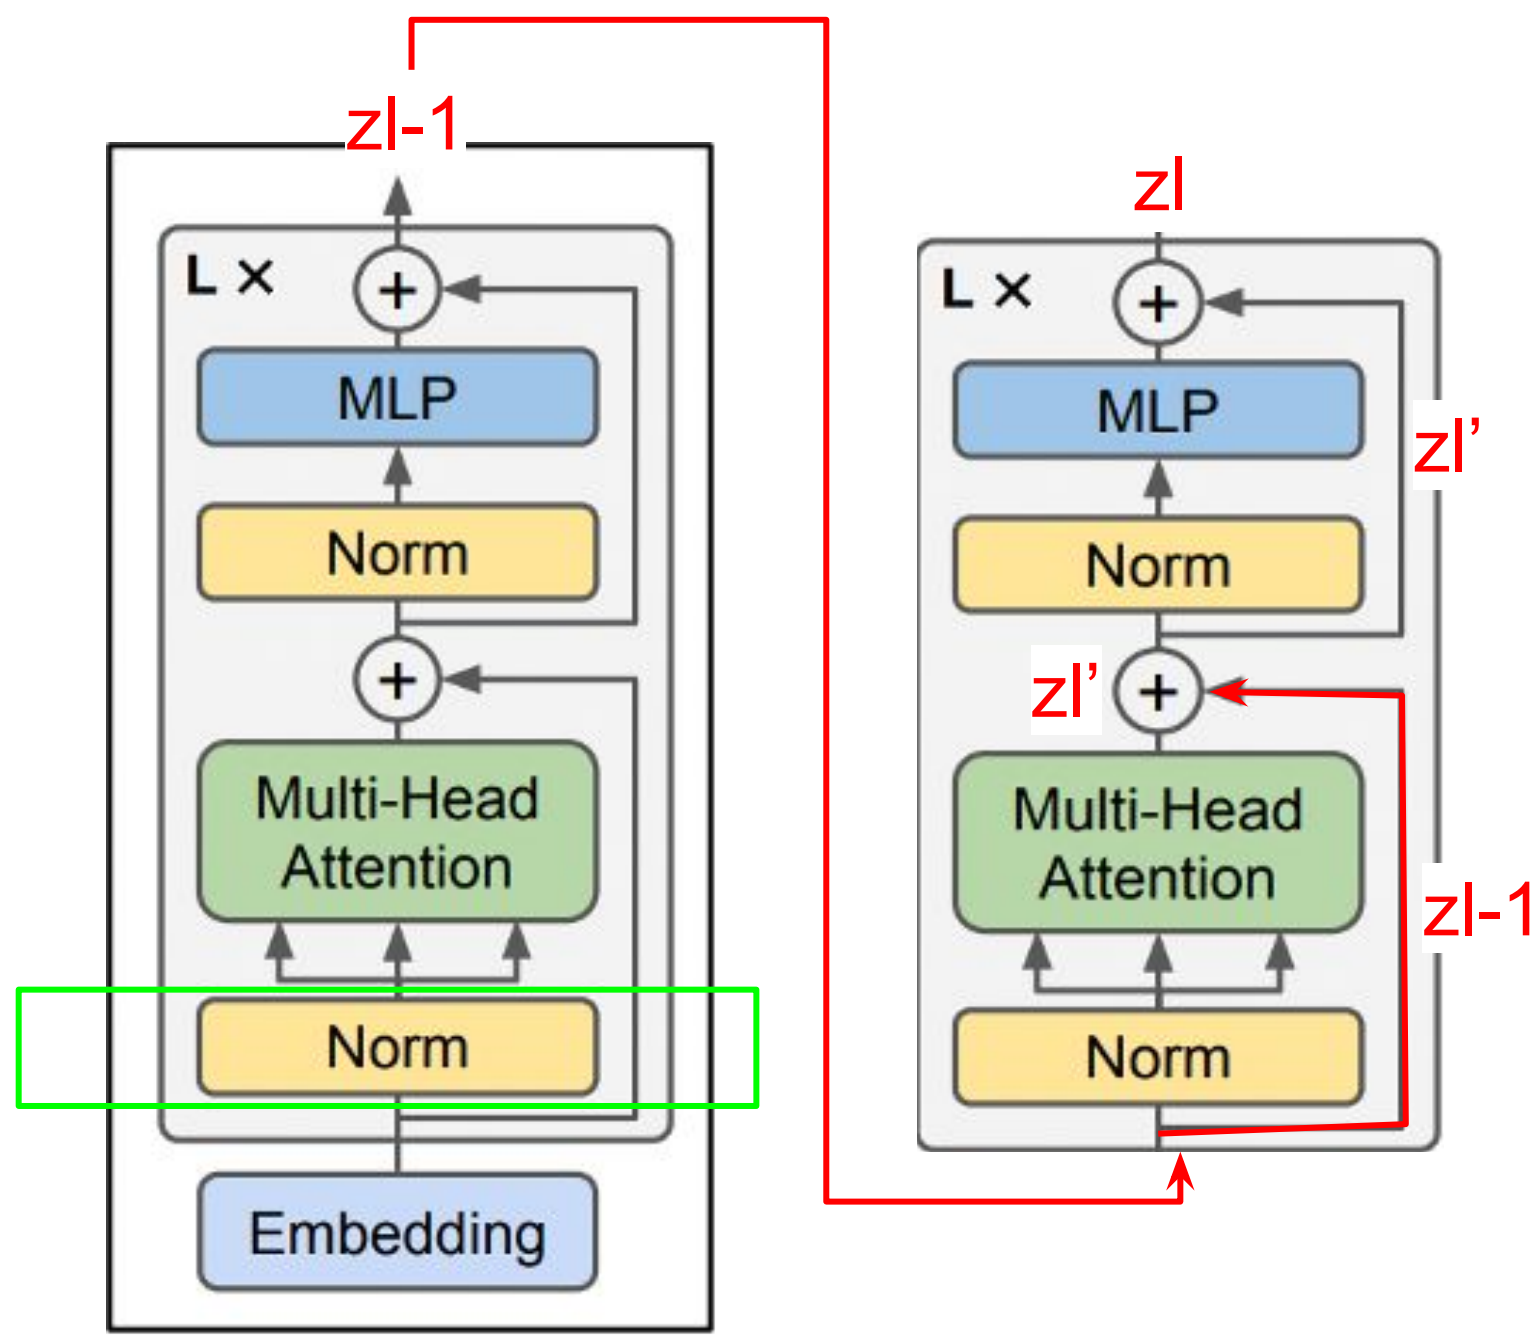 zl-1
L ×
+
MLP
Norm
+
Multi-Head
Attention
Norm
Embedding
zl
L ×
+
MLP
zl’
Norm
zl’
+
Multi-Head
Attention
zl-1
Norm